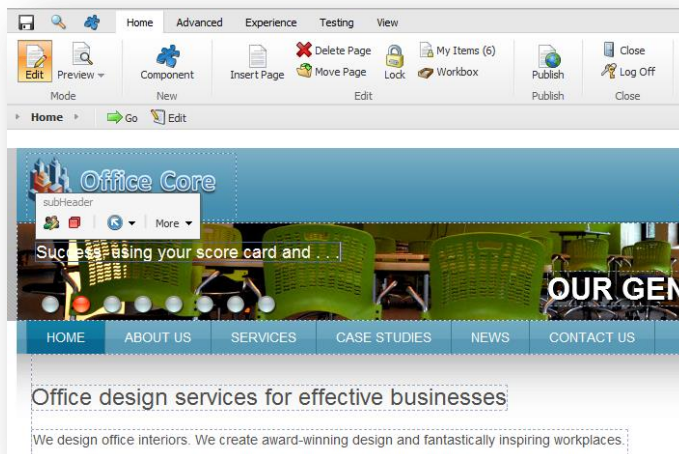 Home Advanced Experience Testing View
Edit Preview Component Insert Page Delete Page Move Page Lock My Items (6) Workbox Publish Close Log Off
Mode New Edit Publish Close
Home Go Edit
Office Core
subHeader
More
Success, using your score card and . . .
OUR GEN
HOME ABOUT US SERVICES CASE STUDIES NEWS CONTACT US
Office design services for effective businesses
We design office interiors. We create award-winning design and fantastically inspiring workplaces.